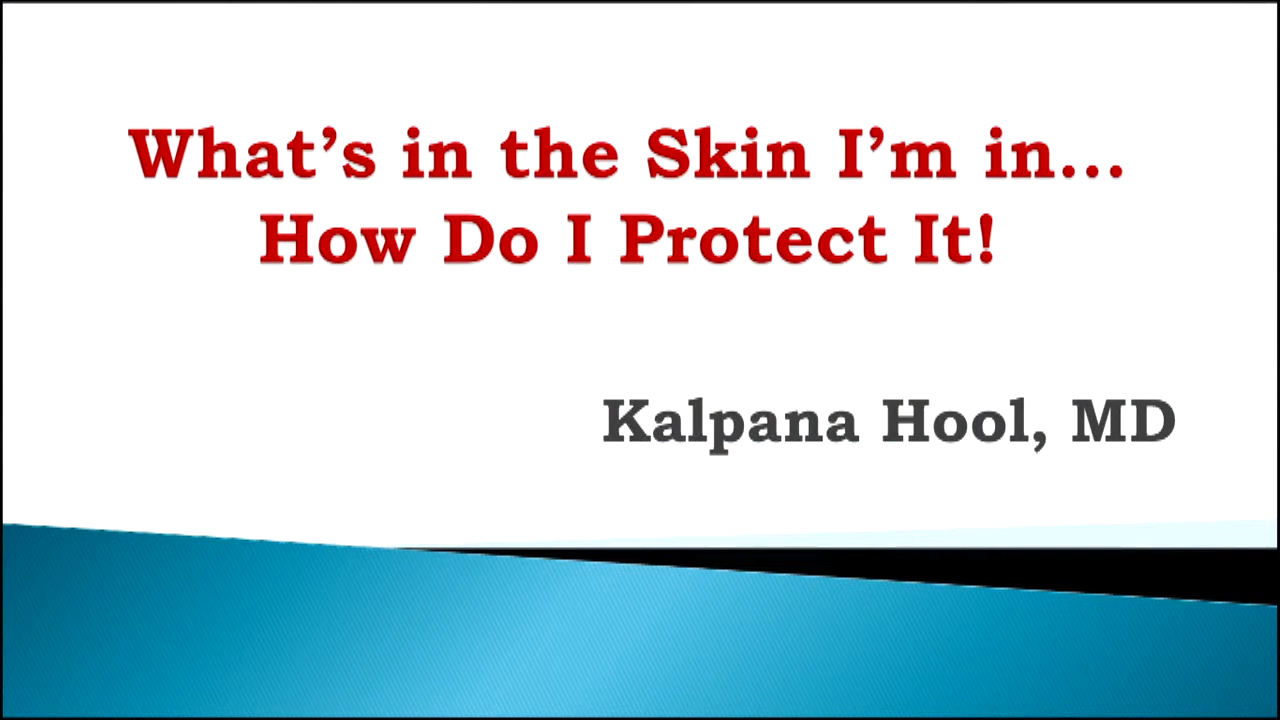 What’s in the Skin I’m in…
How Do I Protect It!
Kalpana Hool, MD